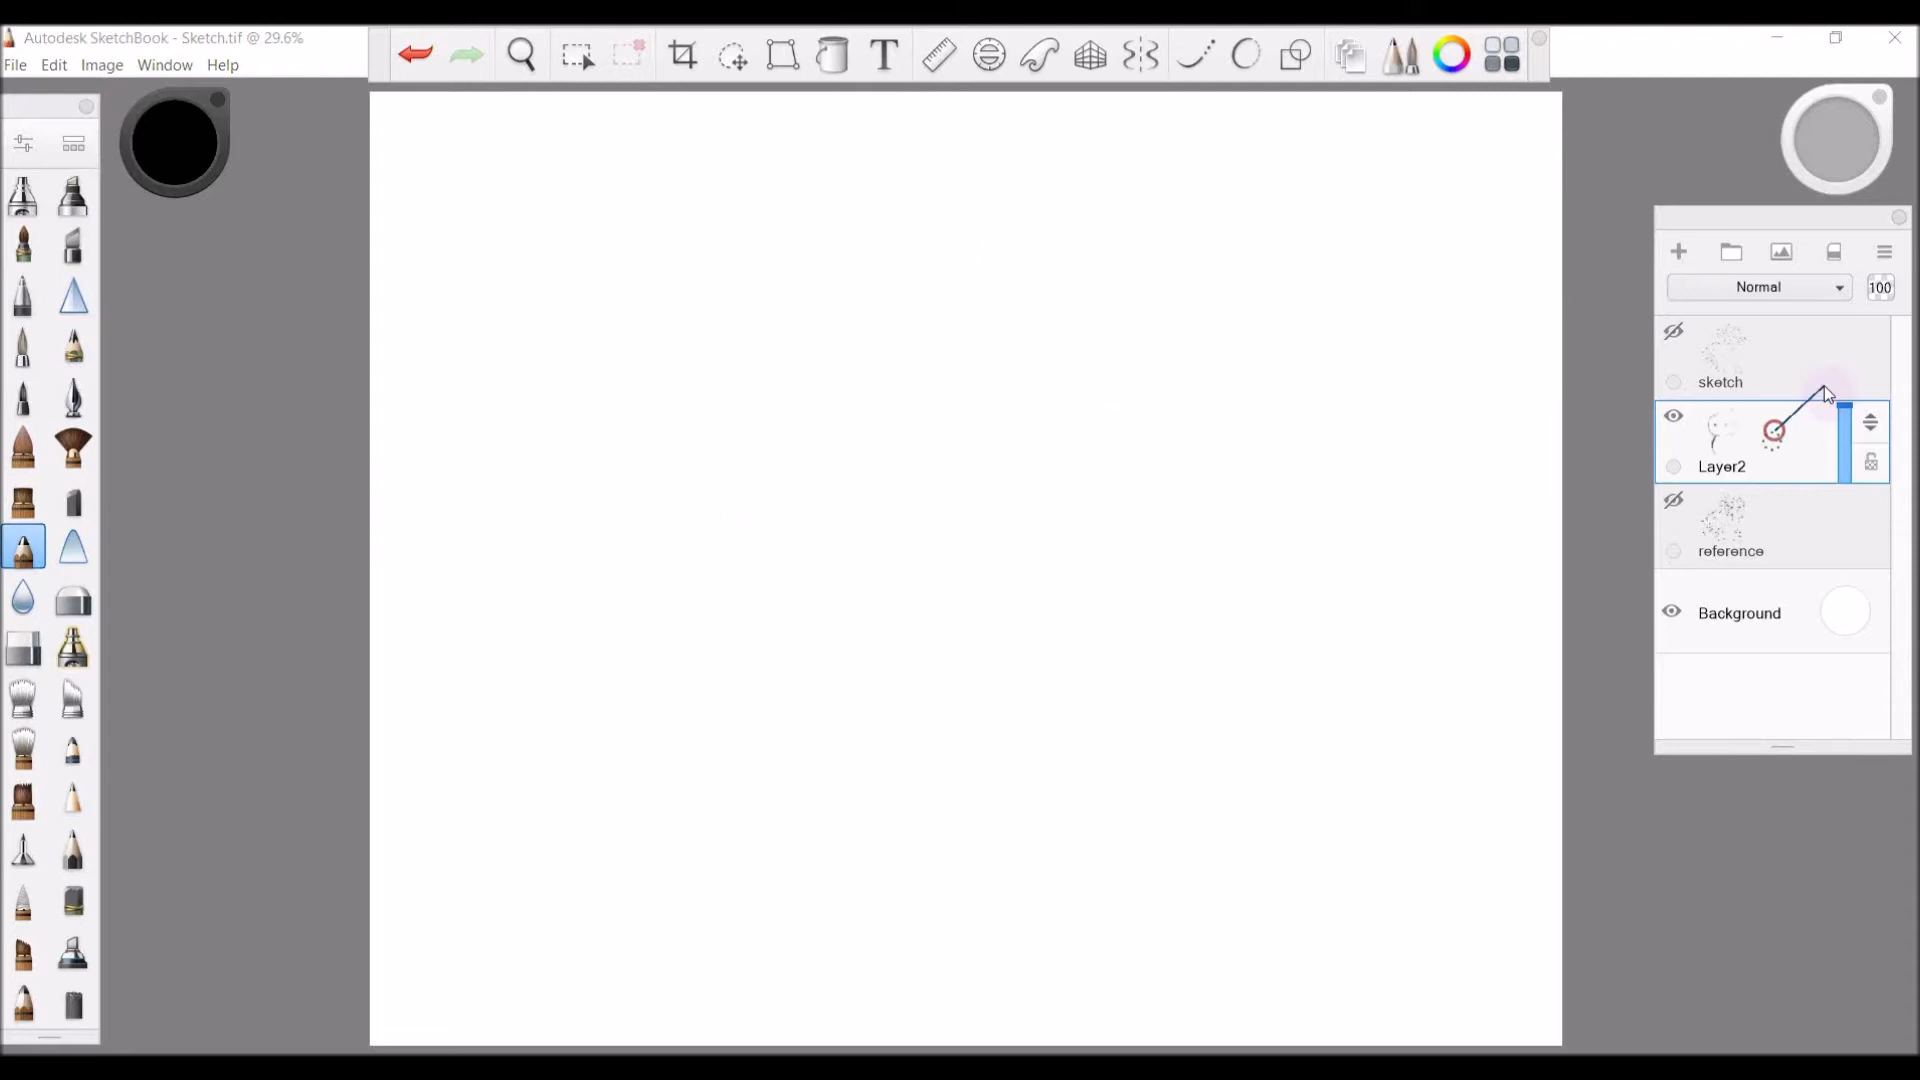 Autodesk SketchBook - Sketch.tif @ 29.6%
File Edit Image Window Help
T
Normal 100
sketch
Layer2
reference
Background